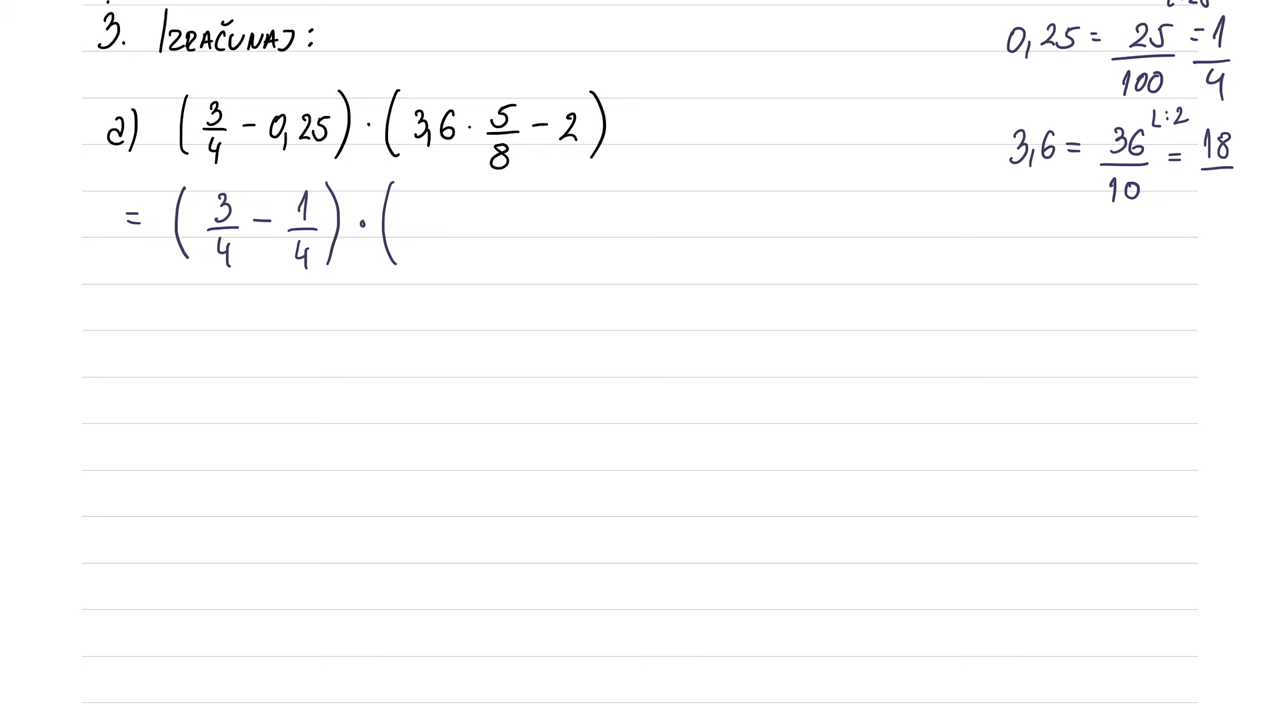 3. IZRAČUNAJ:
a) (3/4 - 0,25) · (3,6 · 5/8 - 2)
= (3/4 - 1/4) · (
0,25 = 25/100 = 1/4
3,6 = 36/10 L:2 = 18